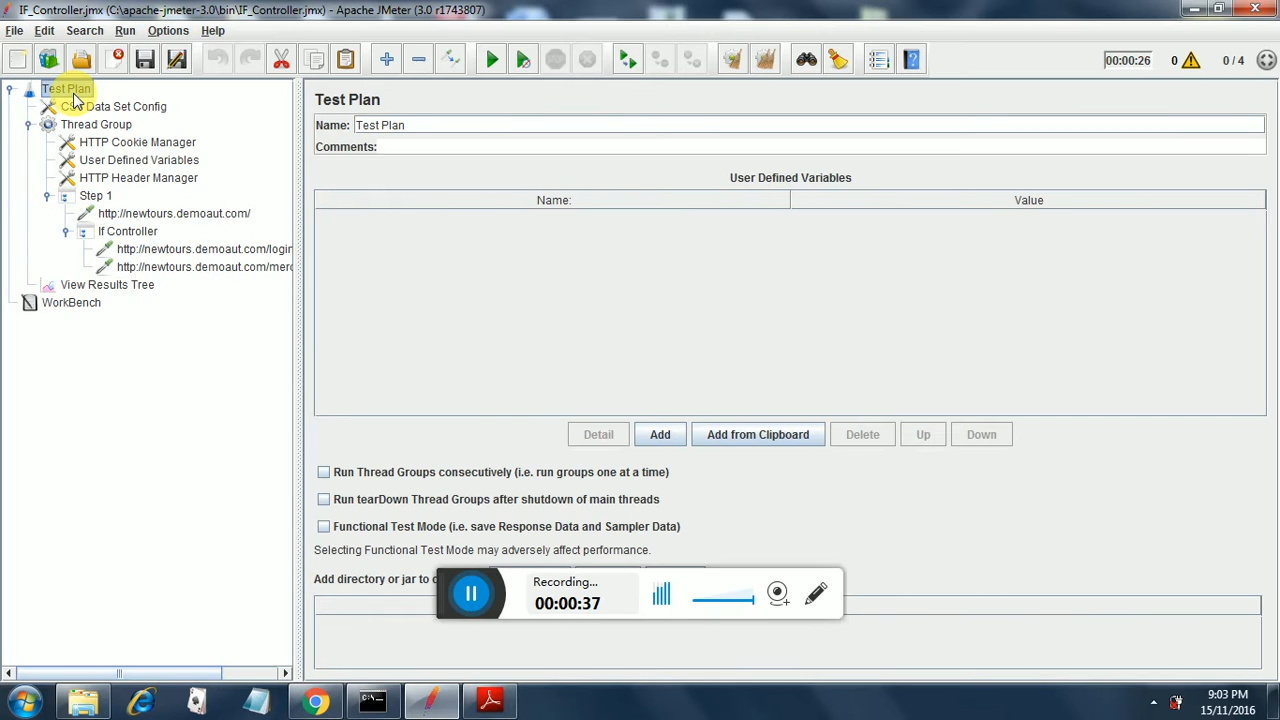 IF_Controller.jmx (C:\apache-jmeter-3.0\bin\IF_Controller.jmx) - Apache JMeter (3.0 r1743807)
File Edit Search Run Options Help
00:00:26 0 0 / 4
Test Plan
CSV Data Set Config
Thread Group
HTTP Cookie Manager
User Defined Variables
HTTP Header Manager
Step 1
http://newtours.demoaut.com/
If Controller
http://newtours.demoaut.com/login
http://newtours.demoaut.com/merc
View Results Tree
WorkBench
Test Plan
Name: Test Plan
Comments:
User Defined Variables
Name: Value
Detail Add Add from Clipboard Delete Up Down
Run Thread Groups consecutively (i.e. run groups one at a time)
Run tearDown Thread Groups after shutdown of main threads
Functional Test Mode (i.e. save Response Data and Sampler Data)
Selecting Functional Test Mode may adversely affect performance.
Add directory or jar to
Recording...
00:00:37
9:03 PM
15/11/2016